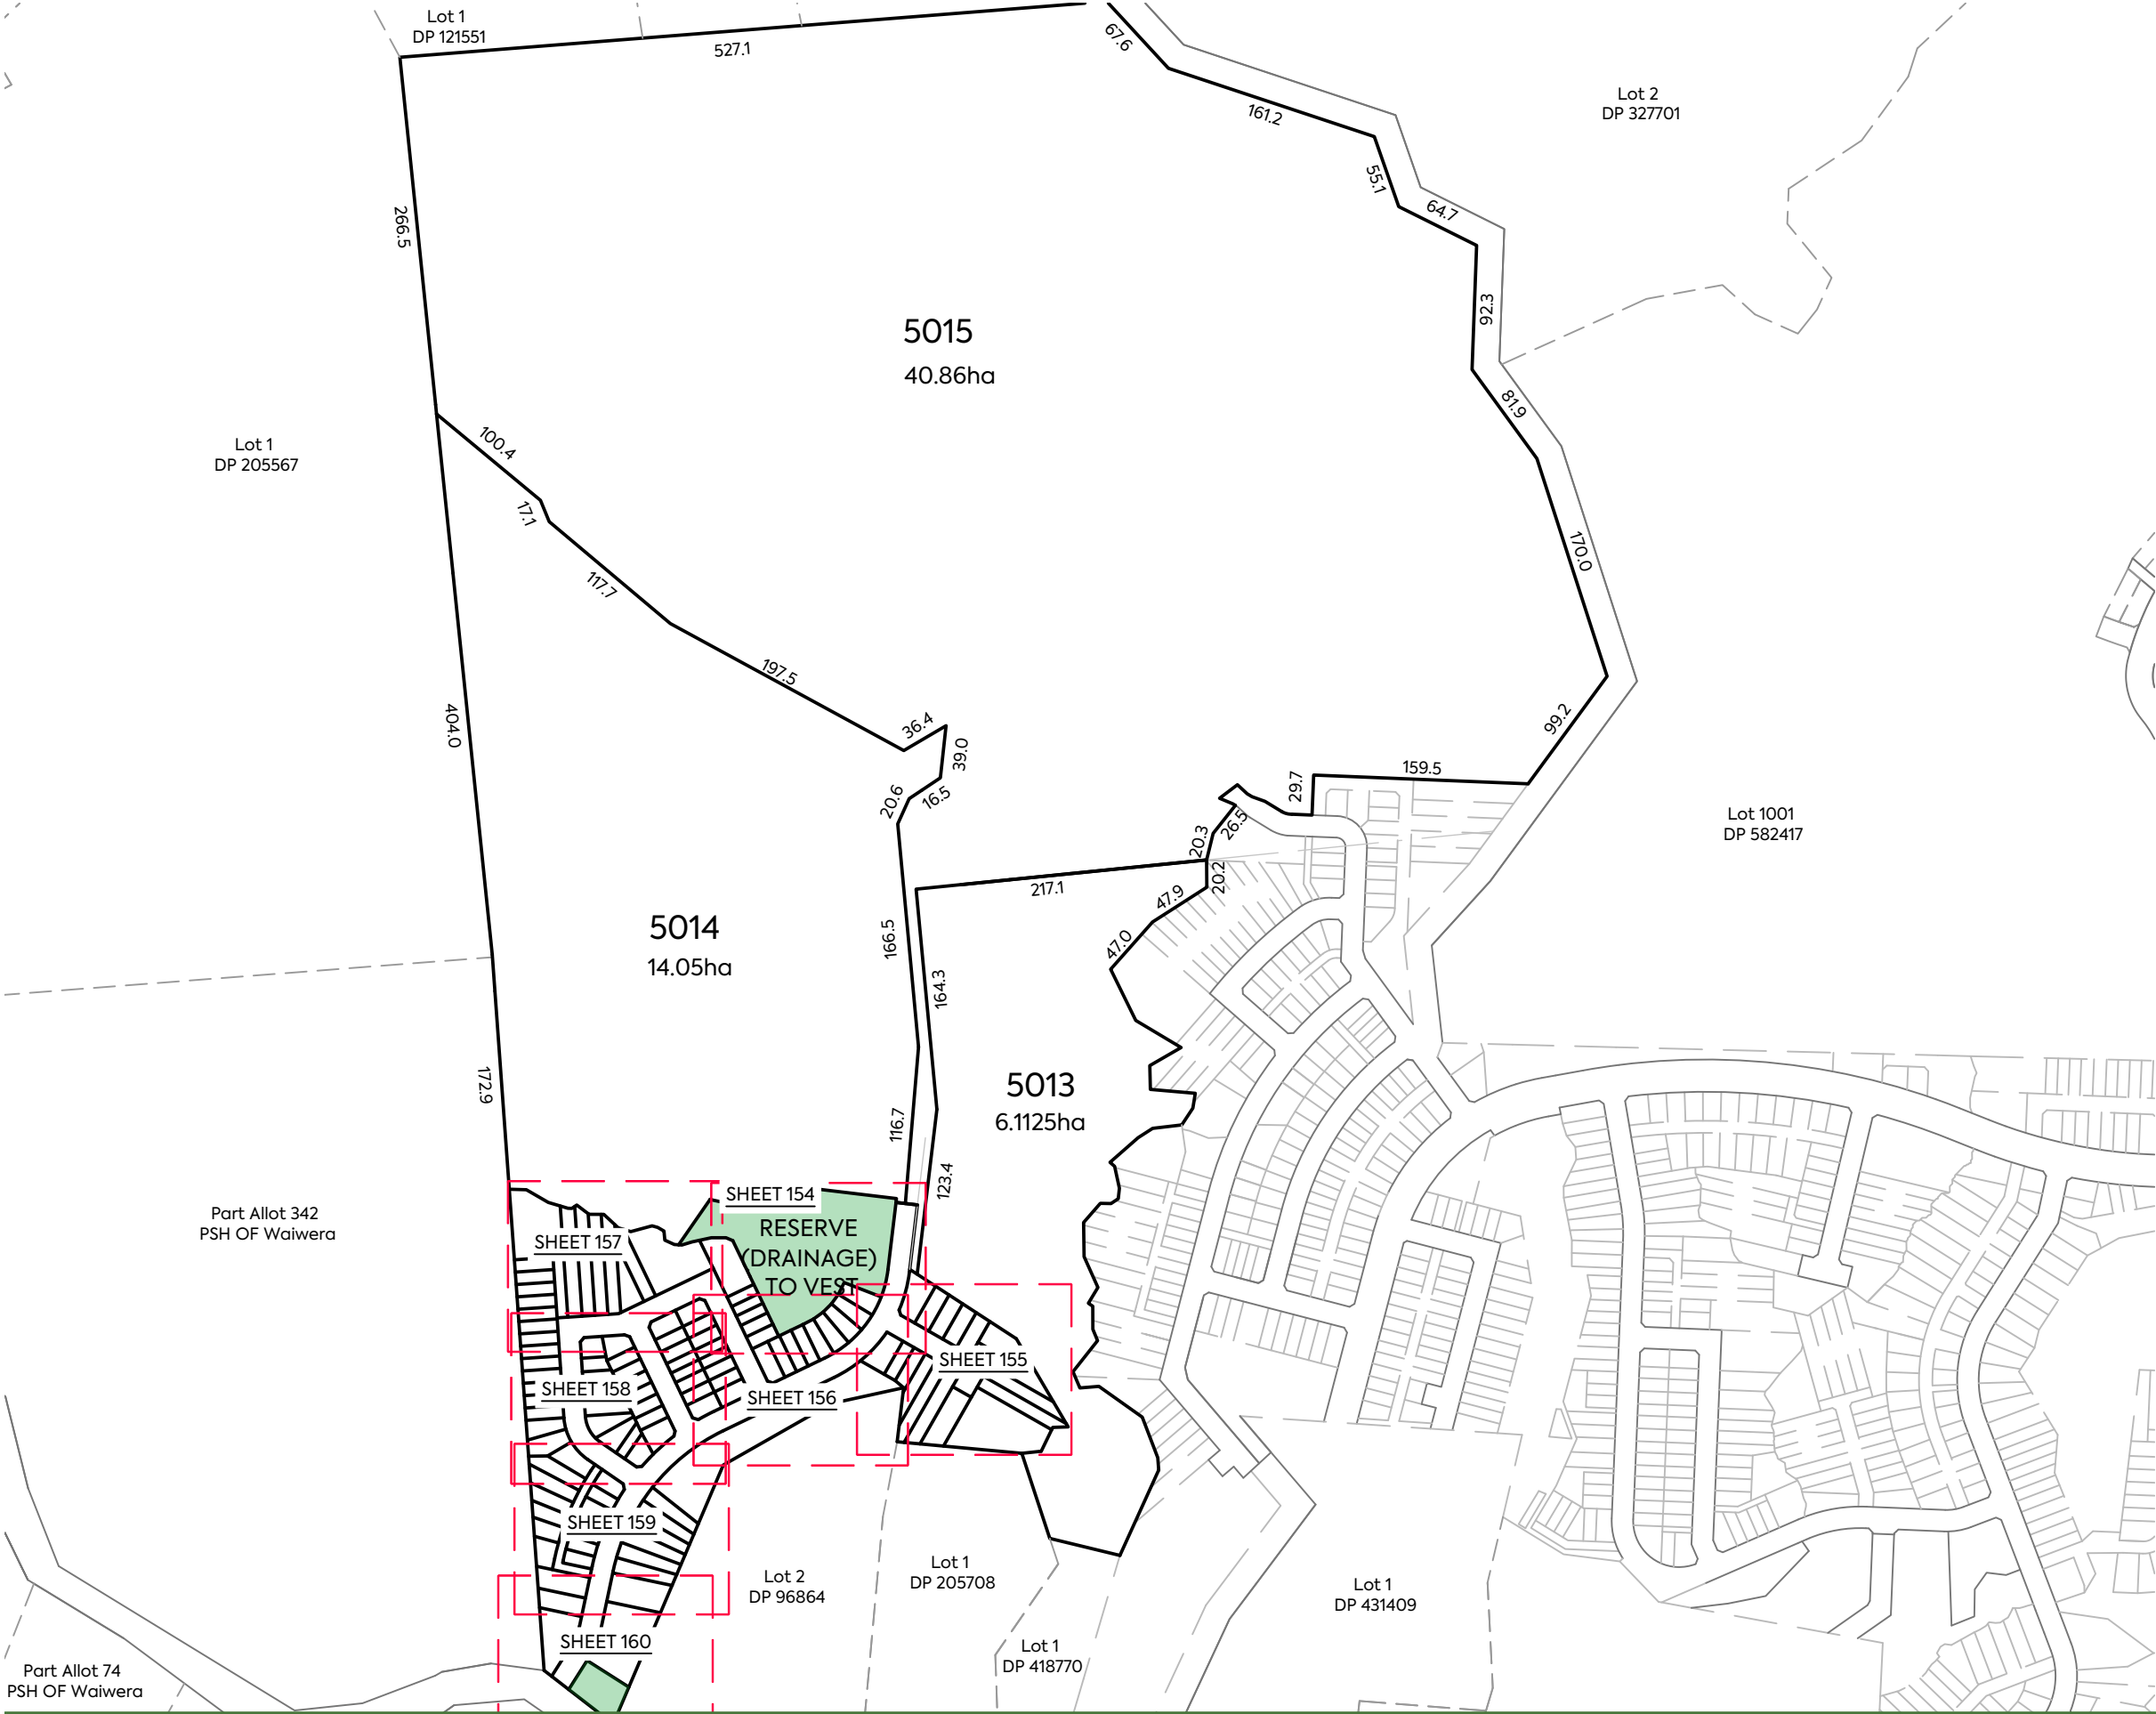 Lot 1
DP 121551
527.1
67.6
161.2
Lot 2
DP 327701
55.1
64.7
266.5
92.3
5015
40.86ha
81.9
100.4
Lot 1
DP 205567
17.1
117.7
170.0
197.5
404.0
36.4
39.0
99.2
159.5
29.7
20.6
16.5
26.5
20.3
Lot 1001
DP 582417
217.1
20.2
47.9
5014
14.05ha
166.5
47.0
164.3
172.9
5013
6.1125ha
116.7
123.4
SHEET 154
Part Allot 342
PSH OF Waiwera
RESERVE
(DRAINAGE)
TO VEST
SHEET 157
SHEET 155
SHEET 158
SHEET 156
SHEET 159
Lot 2
DP 96864
Lot 1
DP 205708
Lot 1
DP 431409
SHEET 160
Lot 1
DP 418770
Part Allot 74
PSH OF Waiwera